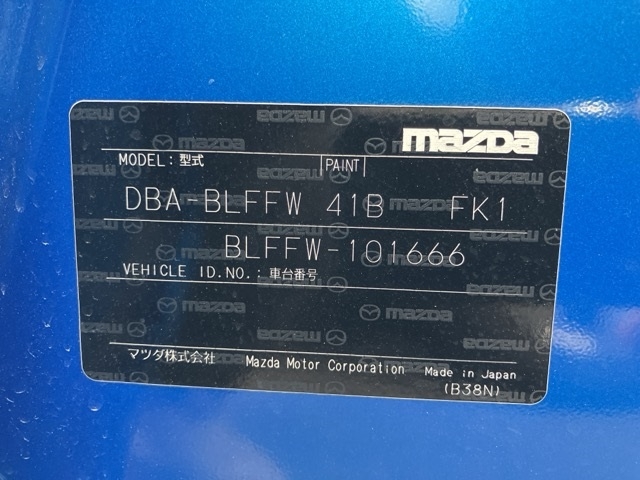 mazda
MODEL：型式 PAINT
DBA-BLFFW 41B FK1
BLFFW-101666
VEHICLE ID.NO.：車台番号
マツダ株式会社 Mazda Motor Corporation Made in Japan
(B38N)